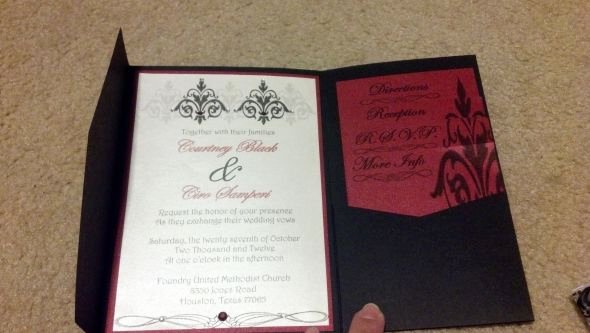 Together with their families
Courtney Black
&
Ciro Samperi
Request the honor of your presence
As they exchange their wedding vows
Saturday, the twenty seventh of October
Two Thousand and Twelve
At one o'clock in the afternoon
Foundry United Methodist Church
8350 Jones Road
Houston, Texas 77065
Directions
Reception
R.S.V.P
More Info